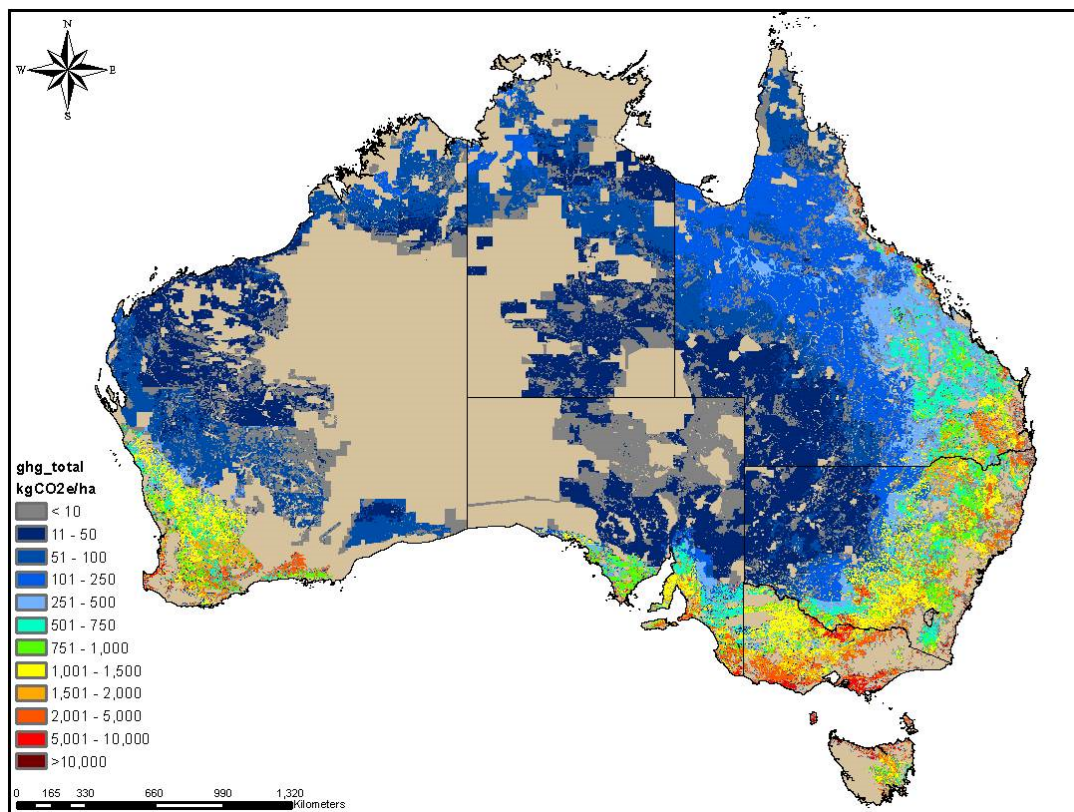 N
W E
S
ghg_total
kgCO2e/ha
< 10
11 - 50
51 - 100
101 - 250
251 - 500
501 - 750
751 - 1,000
1,001 - 1,500
1,501 - 2,000
2,001 - 5,000
5,001 - 10,000
>10,000
0 165 330 660 990 1,320
Kilometers